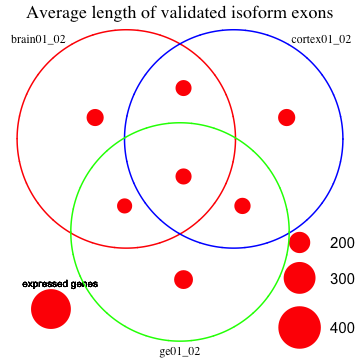 Average length of validated isoform exons
brain01_02
cortex01_02
200
expressed genes
300
400
ge01_02